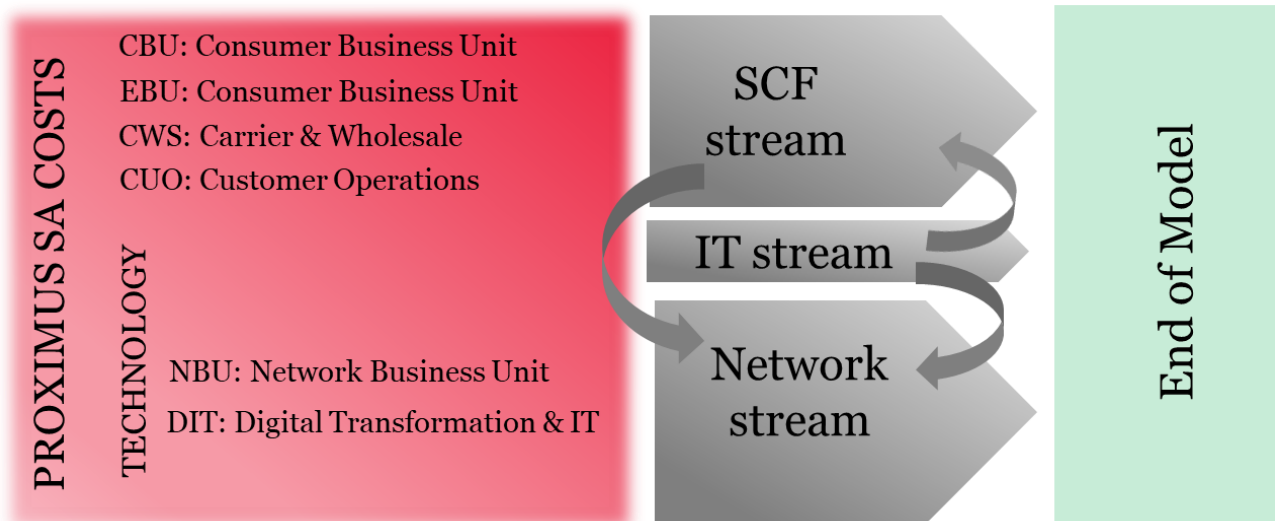 PROXIMUS SA COSTS
CBU: Consumer Business Unit
EBU: Consumer Business Unit
CWS: Carrier & Wholesale
CUO: Customer Operations
TECHNOLOGY
NBU: Network Business Unit
DIT: Digital Transformation & IT
SCF
stream
IT stream
Network
stream
End of Model